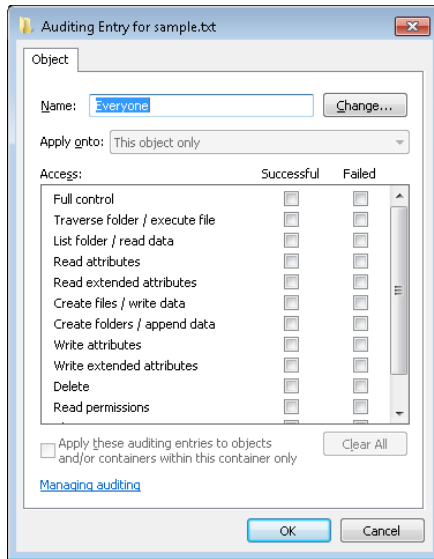 Auditing Entry for sample.txt
Object
Name: Everyone Change...
Apply onto: This object only
Access: Successful Failed
Full control
Traverse folder / execute file
List folder / read data
Read attributes
Read extended attributes
Create files / write data
Create folders / append data
Write attributes
Write extended attributes
Delete
Read permissions
Apply these auditing entries to objects
and/or containers within this container only
Clear All
Managing auditing
OK Cancel